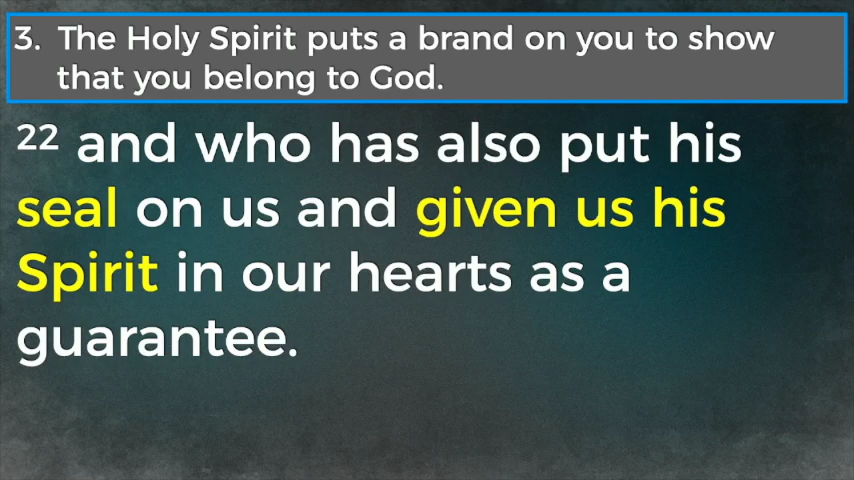 3. The Holy Spirit puts a brand on you to show
that you belong to God.
22 and who has also put his
seal on us and given us his
Spirit in our hearts as a
guarantee.